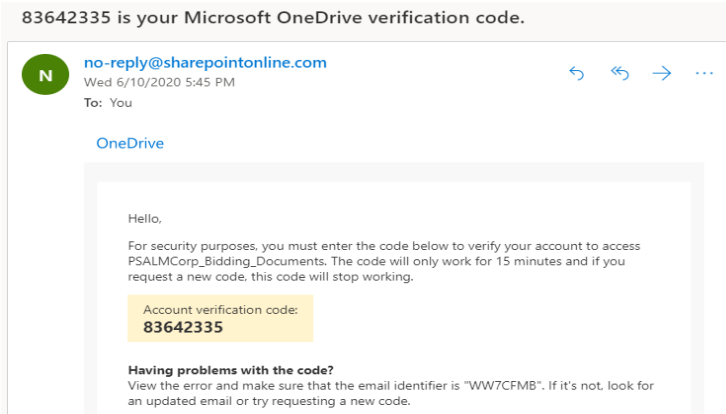 83642335 is your Microsoft OneDrive verification code.
N
no-reply@sharepointonline.com
Wed 6/10/2020 5:45 PM
To: You
OneDrive
Hello,
For security purposes, you must enter the code below to verify your account to access
PSALMCorp_Bidding_Documents. The code will only work for 15 minutes and if you
request a new code, this code will stop working.
Account verification code:
83642335
Having problems with the code?
View the error and make sure that the email identifier is "WW7CFMB". If it's not, look for
an updated email or try requesting a new code.